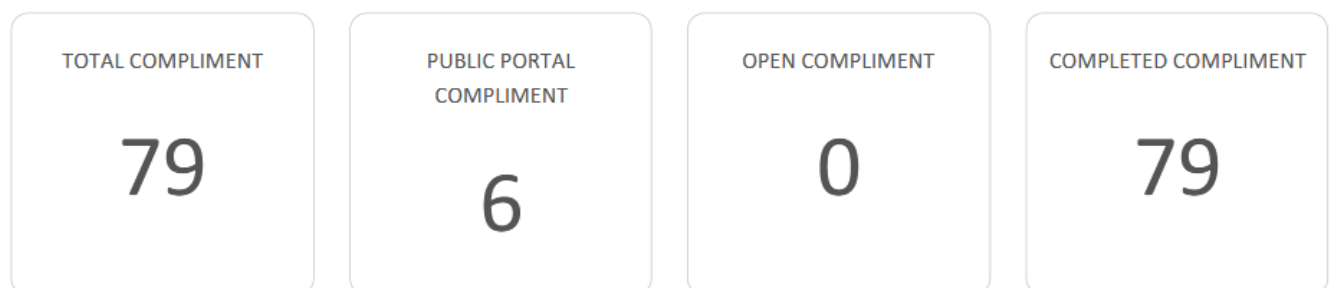 TOTAL COMPLIMENT
79
PUBLIC PORTAL
COMPLIMENT
6
OPEN COMPLIMENT
0
COMPLETED COMPLIMENT
79